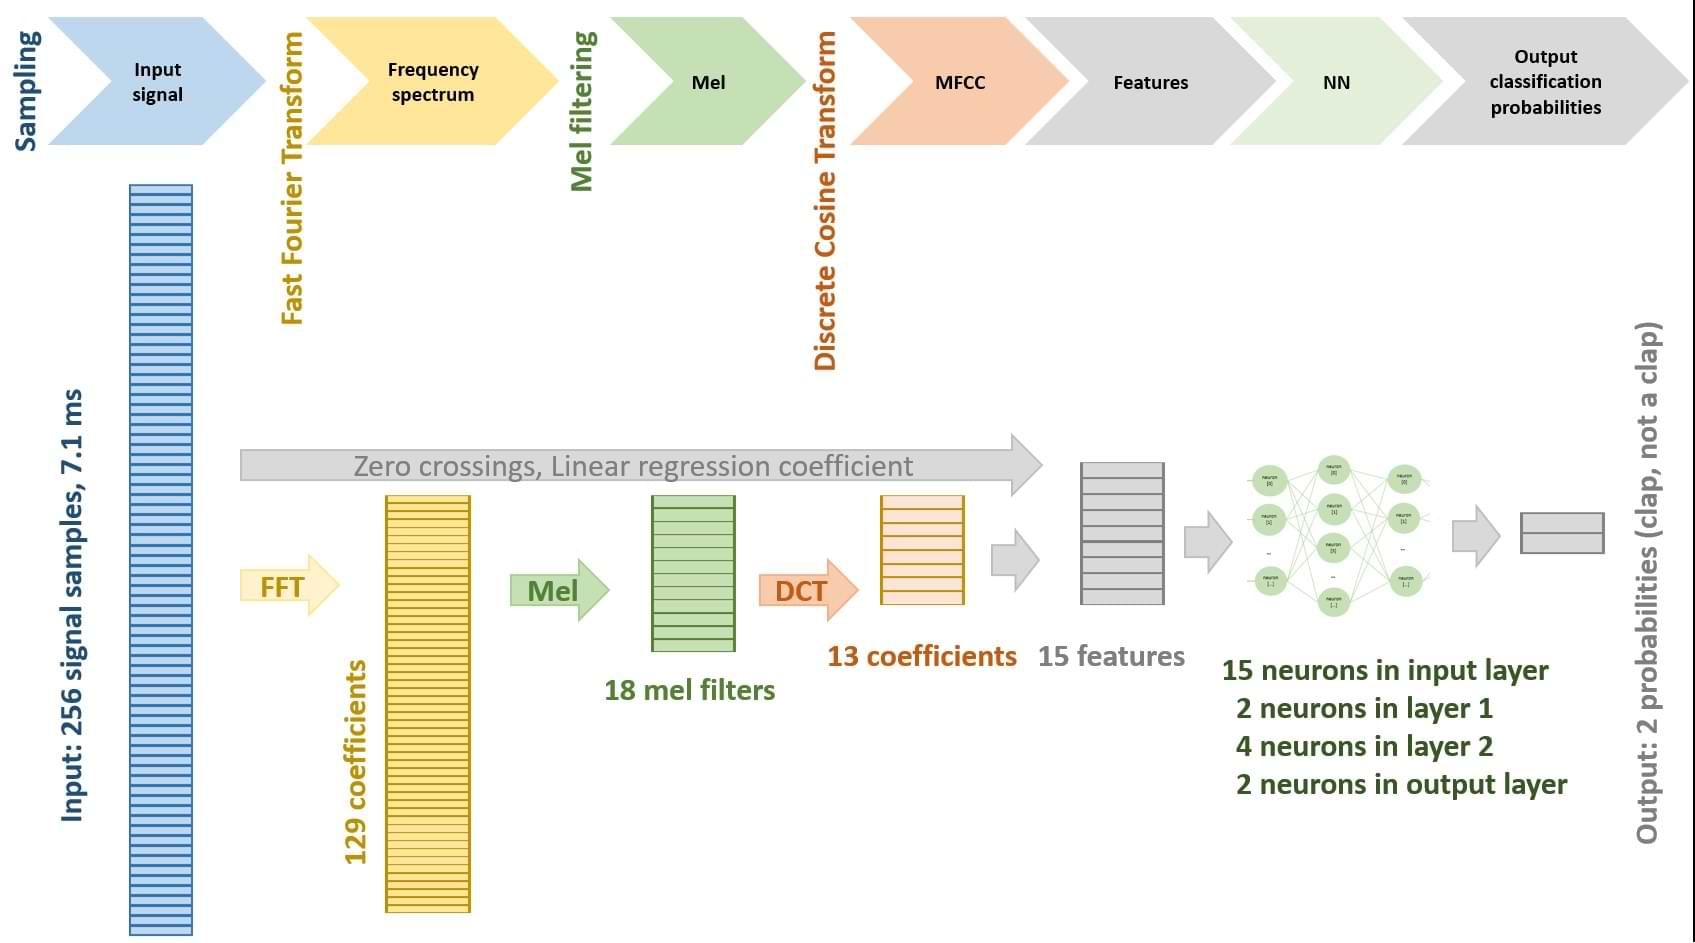 Sampling
Input
signal
Fast Fourier Transform
Frequency
spectrum
Mel filtering
Mel
Discrete Cosine Transform
MFCC
Features
NN
Output
classification
probabilities
Input: 256 signal samples, 7.1 ms
Zero crossings, Linear regression coefficient
FFT
129 coefficients
Mel
18 mel filters
DCT
13 coefficients
15 features
neuron
[0]
neuron
[1]
...
neuron
[...]
neuron
[0]
neuron
[1]
neuron
[3]
...
neuron
[...]
neuron
[0]
neuron
[1]
...
neuron
[...]
15 neurons in input layer
2 neurons in layer 1
4 neurons in layer 2
2 neurons in output layer
Output: 2 probabilities (clap, not a clap)